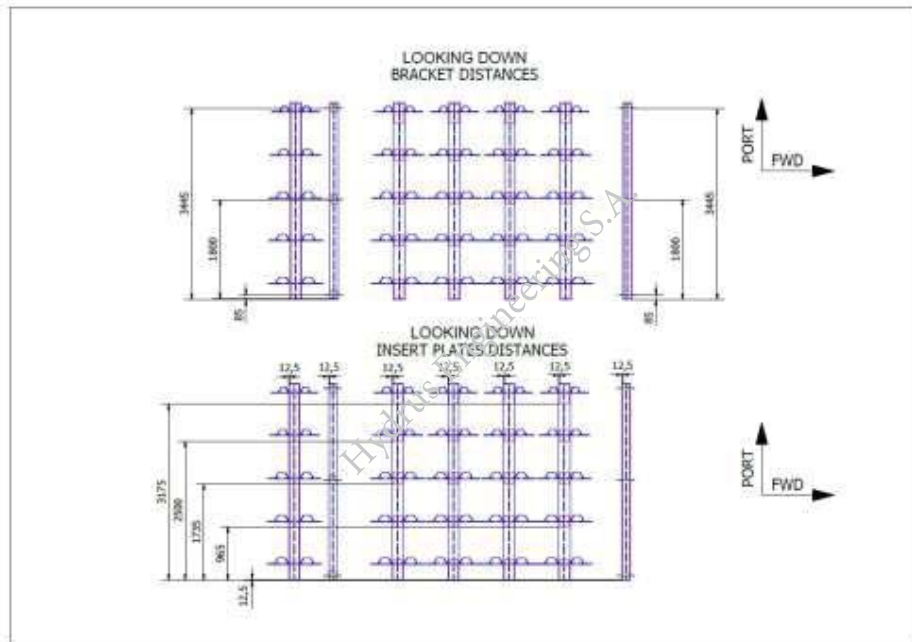 LOOKING DOWN
BRACKET DISTANCES
PORT
FWD
3445
1800
85
3445
1800
85
Hydrus Engineering S.A.
LOOKING DOWN
INSERT PLATES DISTANCES
12,5 12,5 12,5 12,5 12,5 12,5 12,5
PORT
FWD
3175
2500
1735
965
12,5